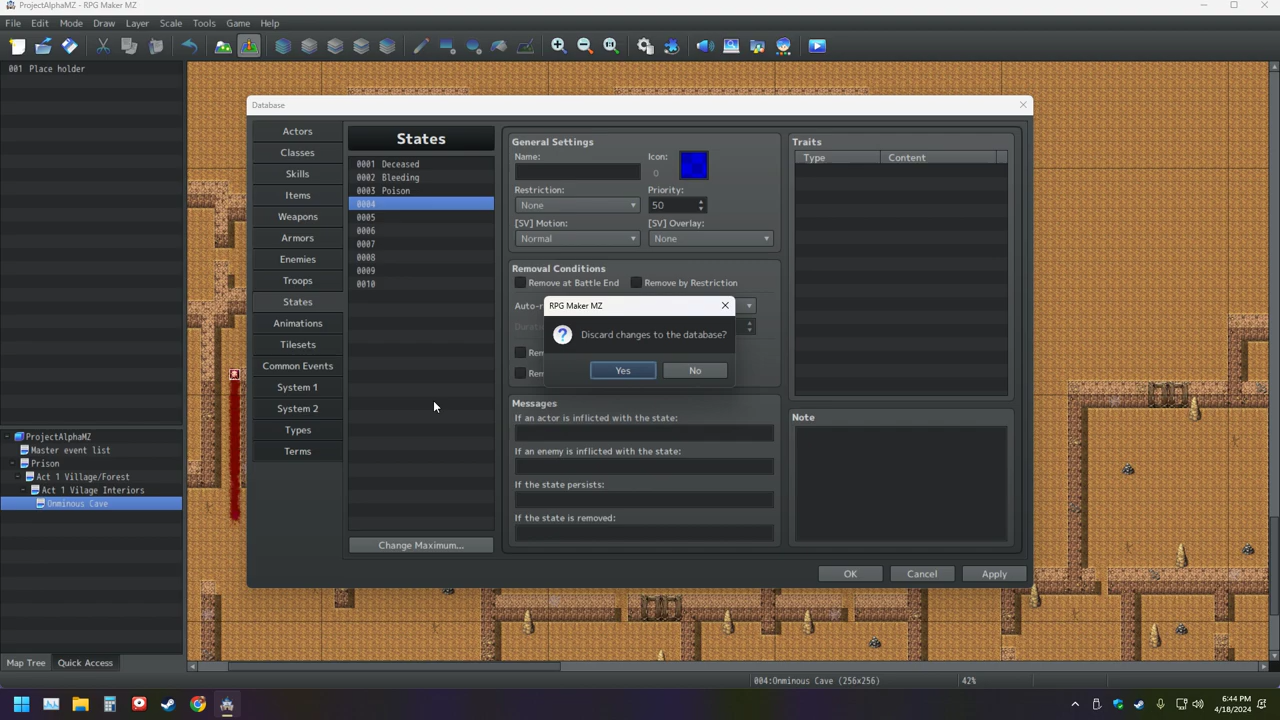 ProjectAlphaMZ - RPG Maker MZ
File Edit Mode Draw Layer Scale Tools Game Help
001 Place holder
Database
Actors
Classes
Skills
Items
Weapons
Armors
Enemies
Troops
States
Animations
Tilesets
Common Events
System 1
System 2
Types
Terms
States
0001 Deceased
0002 Bleeding
0003 Poison
0004
0005
0006
0007
0008
0009
0010
Change Maximum...
General Settings
Name:
Icon:
0
Restriction:
Priority:
None
50
[SV] Motion:
[SV] Overlay:
Normal
None
Removal Conditions
Remove at Battle End
Remove by Restriction
RPG Maker MZ
Discard changes to the database?
Yes
No
Messages
If an actor is inflicted with the state:
If an enemy is inflicted with the state:
If the state persists:
If the state is removed:
Traits
Type
Content
Note
OK
Cancel
Apply
ProjectAlphaMZ
Master event list
Prison
Act 1 Village/Forest
Act 1 Vilage Interiors
Onminous Cave
Map Tree
Quick Access
004:Onminous Cave (256x256)
42%
6:44 PM
4/18/2024